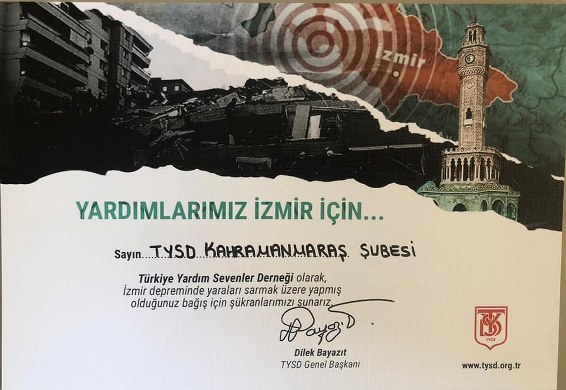 İzmir
YARDIMLARIMIZ İZMİR İÇİN...
Sayın TYSD KAHRAMANMARAŞ ŞUBESİ
Türkiye Yardım Sevenler Derneği olarak,
İzmir depreminde yaraları sarmak üzere yapmış
olduğunuz bağış için şükranlarımızı sunarız.
Dilek Bayazıt
TYSD Genel Başkanı
1928
www.tysd.org.tr